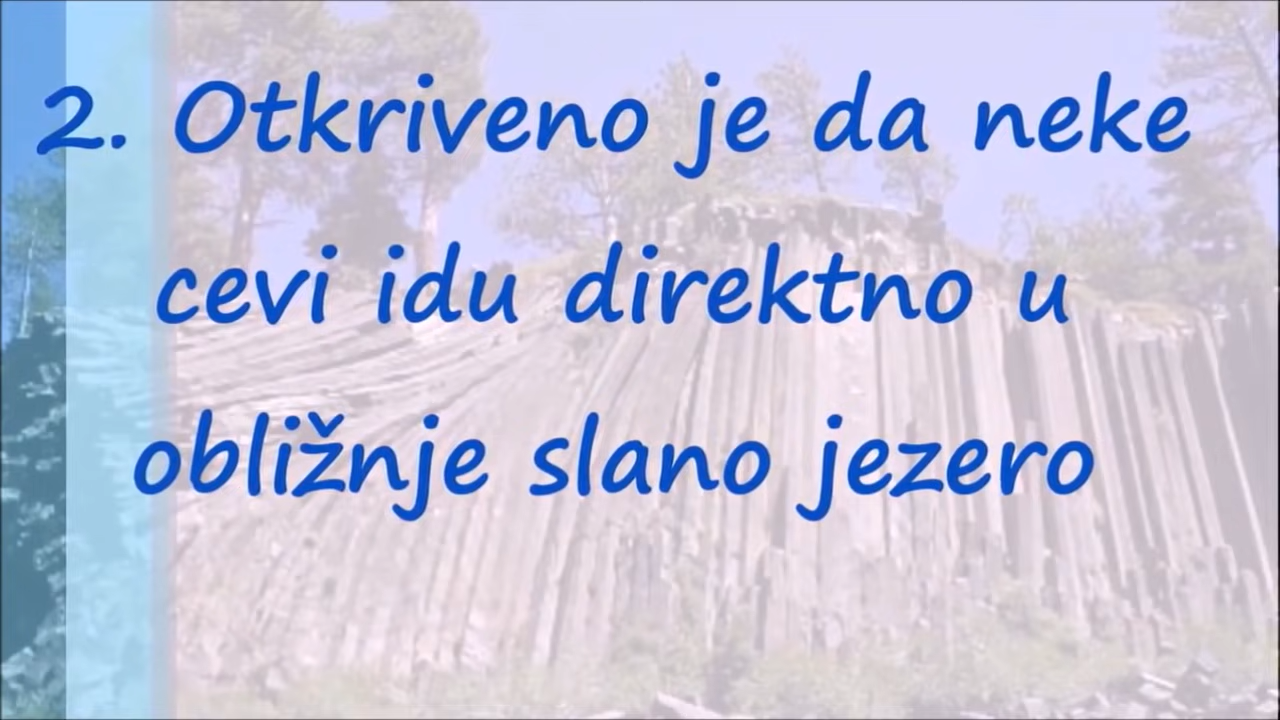 2. Otkriveno je da neke
cevi idu direktno u
obližnje slano jezero